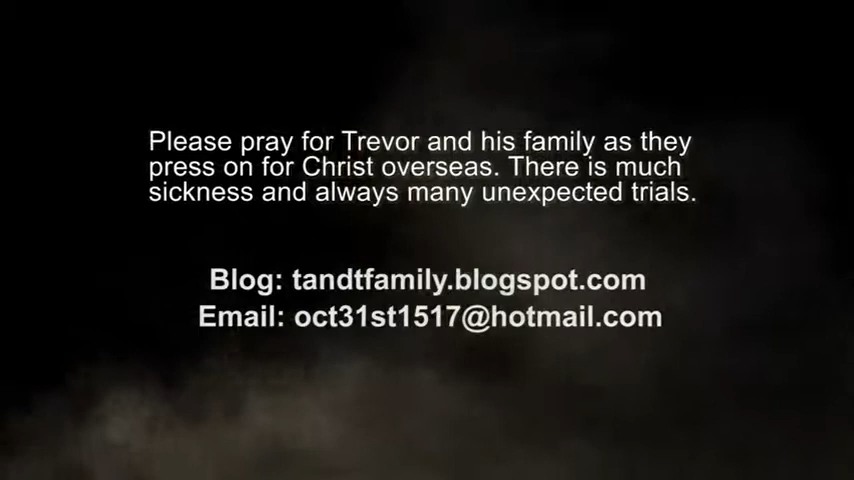 Please pray for Trevor and his family as they
press on for Christ overseas. There is much
sickness and always many unexpected trials.
Blog: tandtfamily.blogspot.com
Email: oct31st1517@hotmail.com